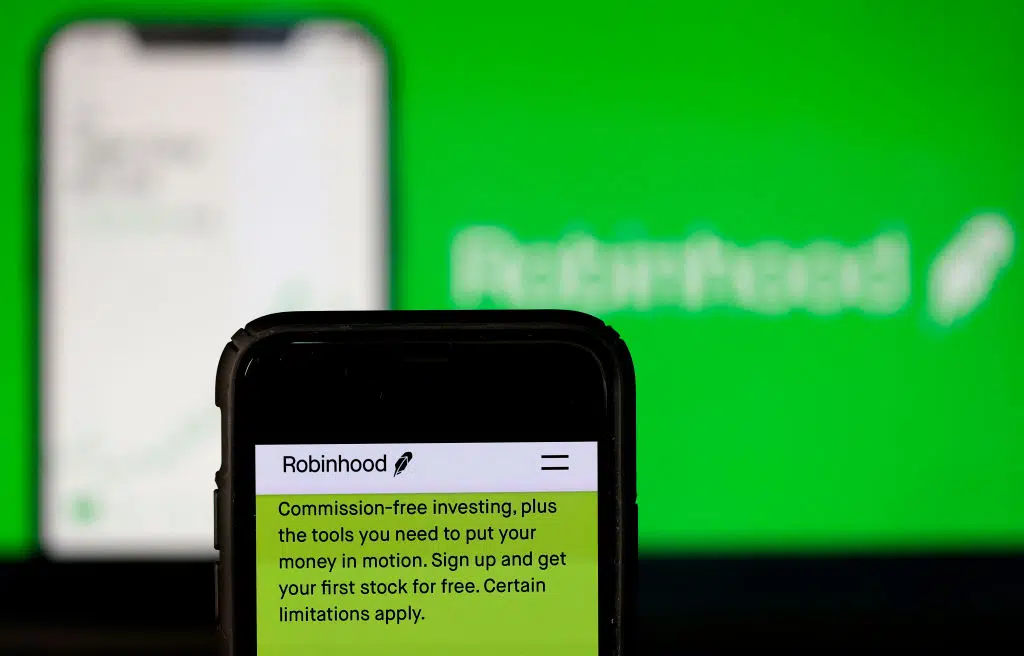 Robinhood
Robinhood
Commission-free investing, plus
the tools you need to put your
money in motion. Sign up and get
your first stock for free. Certain
limitations apply.